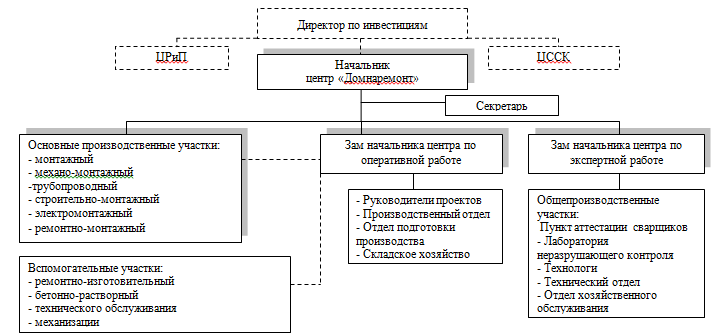 Директор по инвестициям
ЦРиП
ЦССК
Начальник
центр «Домнаремонт»
Секретарь
Основные производственные участки:
- монтажный
- механо-монтажный
-трубопроводный
- строительно-монтажный
- электромонтажный
- ремонтно-монтажный
Зам начальника центра по
оперативной работе
Зам начальника центра по
экспертной работе
- Руководители проектов
- Производственный отдел
- Отдел подготовки
производства
- Складское хозяйство
Общепроизводственные
участки:
Пункт аттестации сварщиков
- Лаборатория
неразрушающего контроля
- Технологи
- Технический отдел
- Отдел хозяйственного
обслуживания
Вспомогательные участки:
- ремонтно-изготовительный
- бетонно-растворный
- технического обслуживания
- механизации